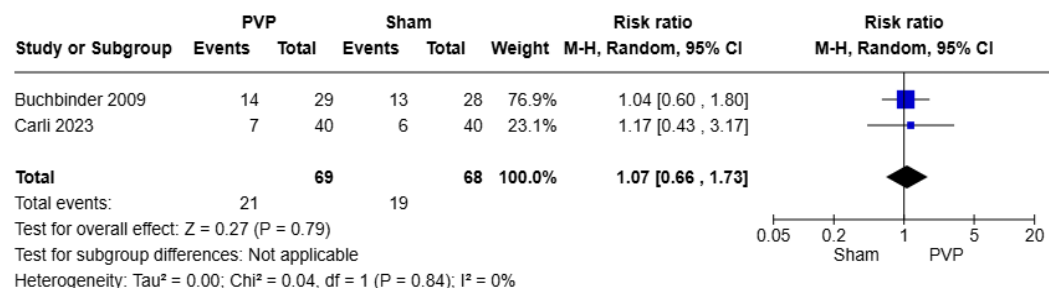 PVP Sham Risk ratio Risk ratio
Study or Subgroup Events Total Events Total Weight M-H, Random, 95% CI M-H, Random, 95% CI
Buchbinder 2009 14 29 13 28 76.9% 1.04 [0.60 , 1.80]
Carli 2023 7 40 6 40 23.1% 1.17 [0.43 , 3.17]
Total 69 68 100.0% 1.07 [0.66 , 1.73]
Total events: 21 19
Test for overall effect: Z = 0.27 (P = 0.79)
0.05 0.2 1 5 20
Test for subgroup differences: Not applicable
Sham PVP
Heterogeneity: Tau² = 0.00; Chi² = 0.04, df = 1 (P = 0.84); I² = 0%